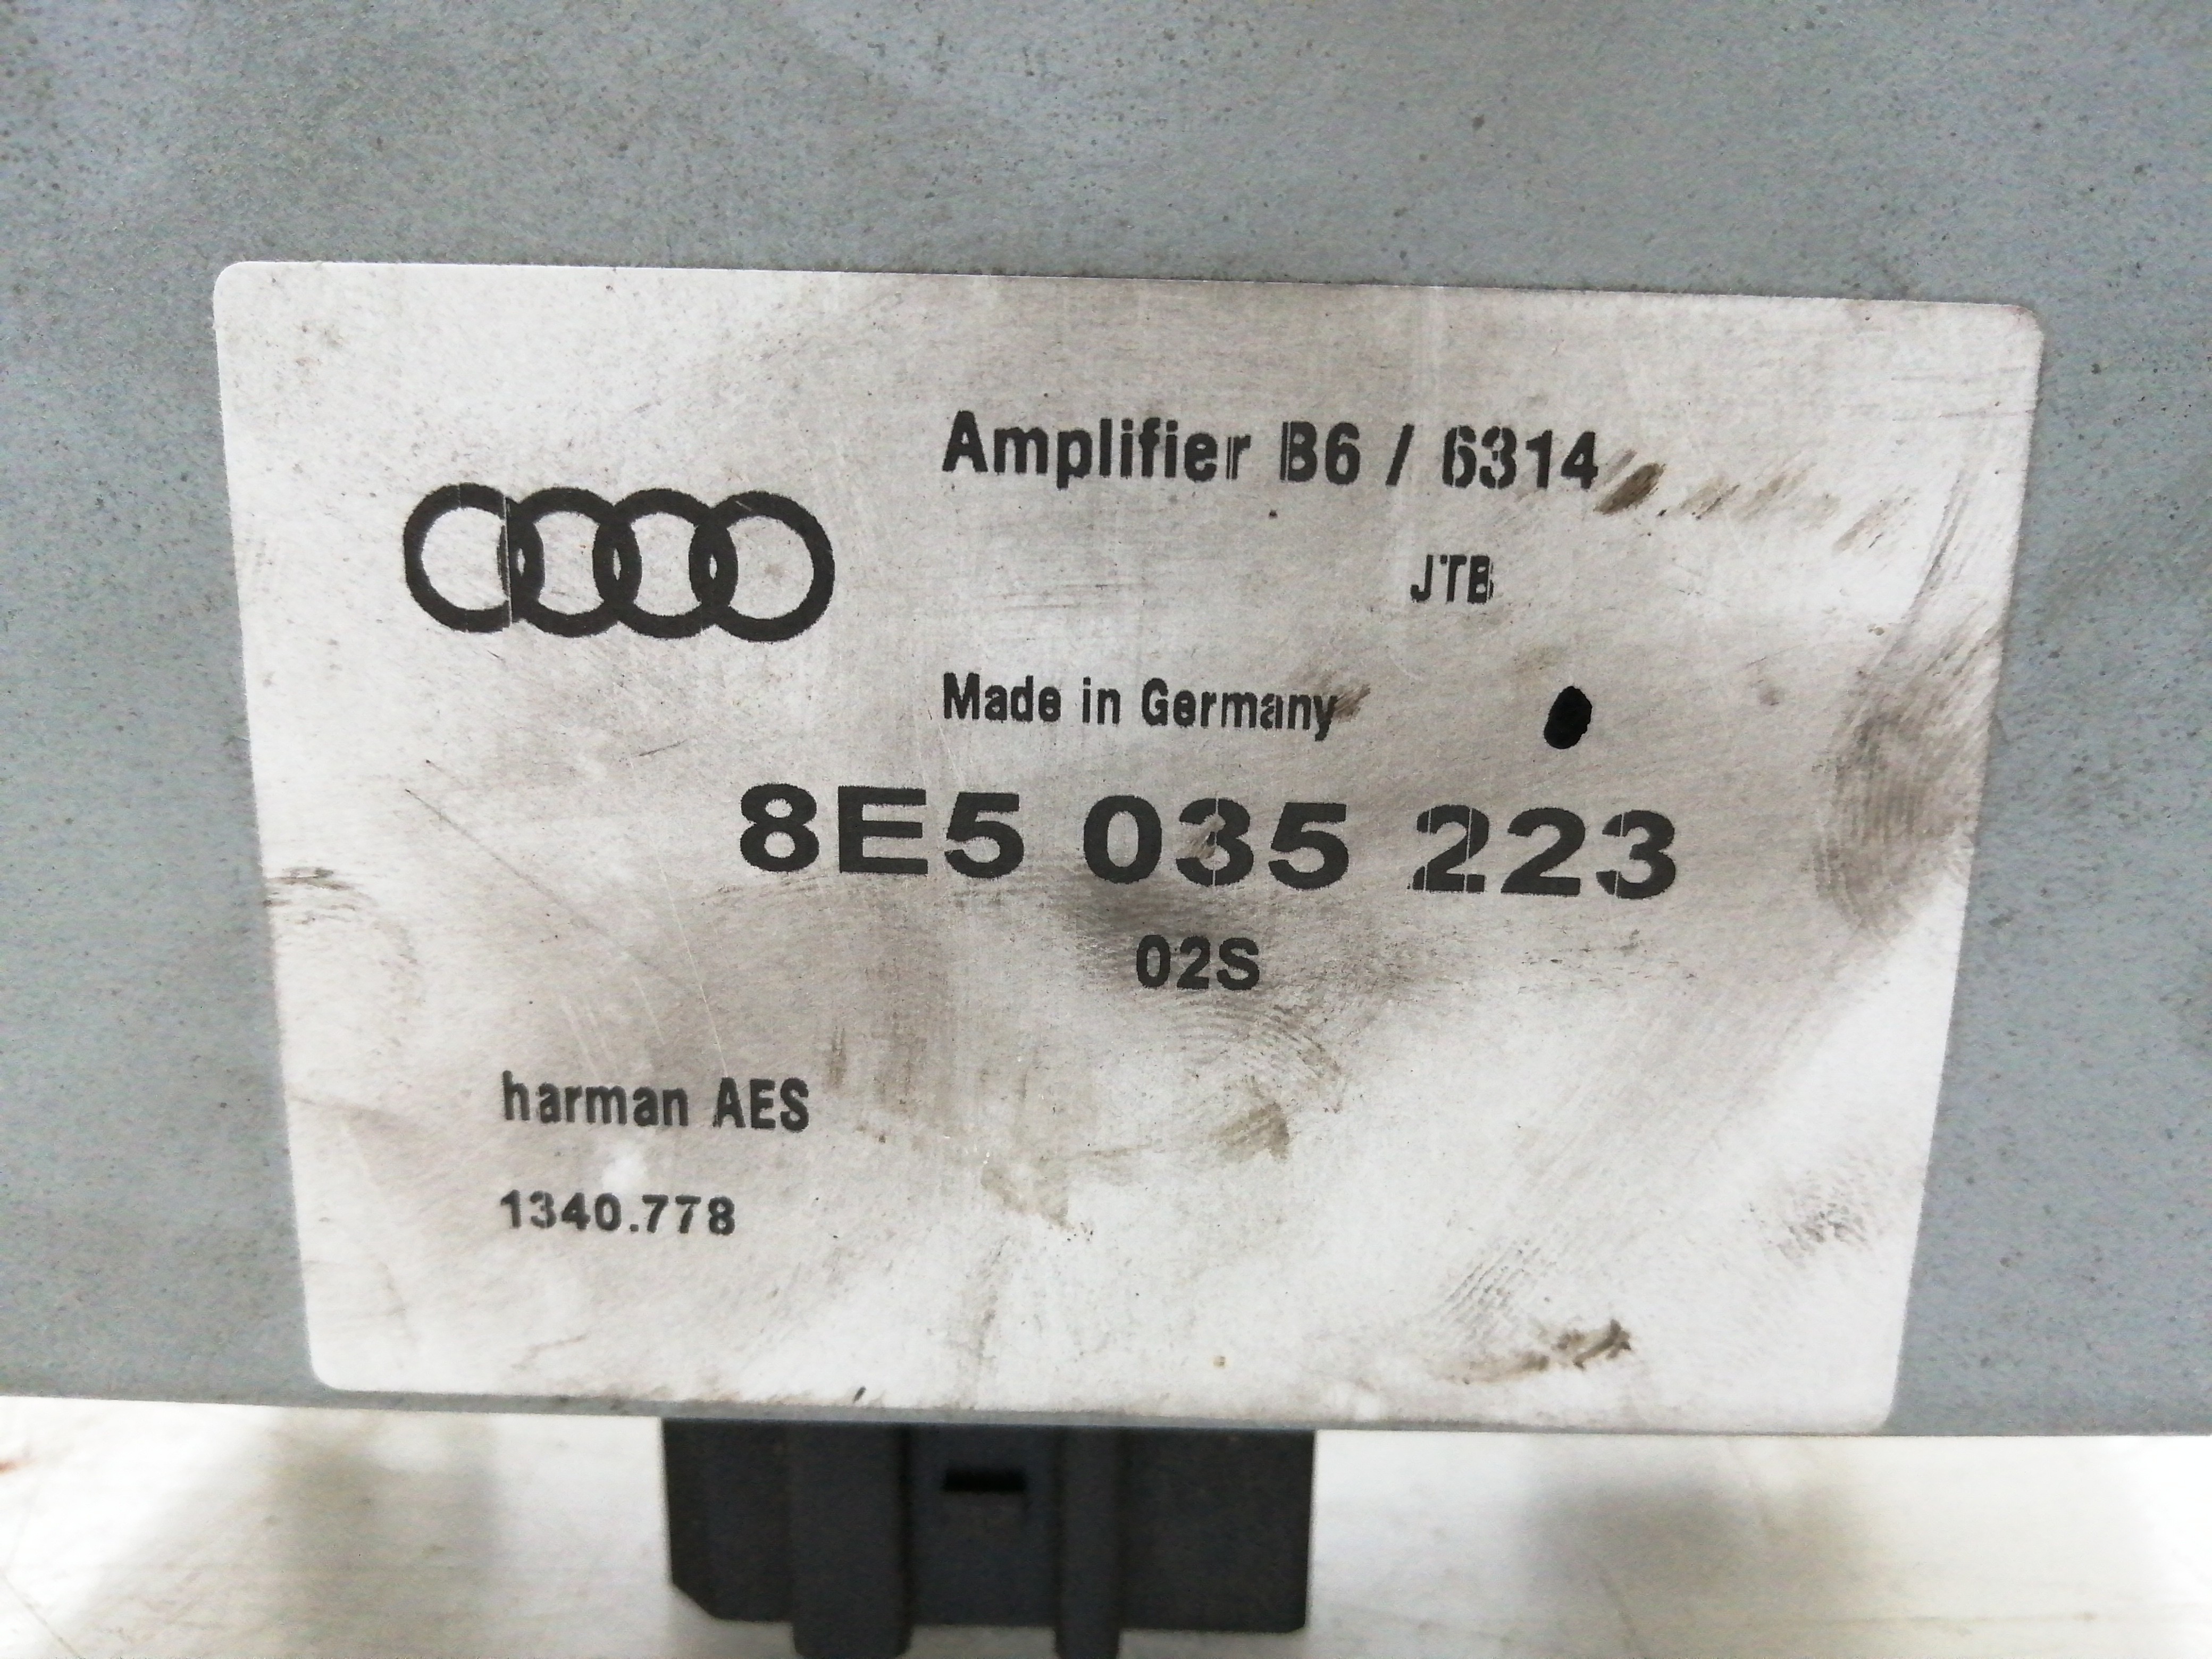 Amplifier B6 / 6314
JTB
Made in Germany
8E5 035 223
02S
harman AES
1340.778